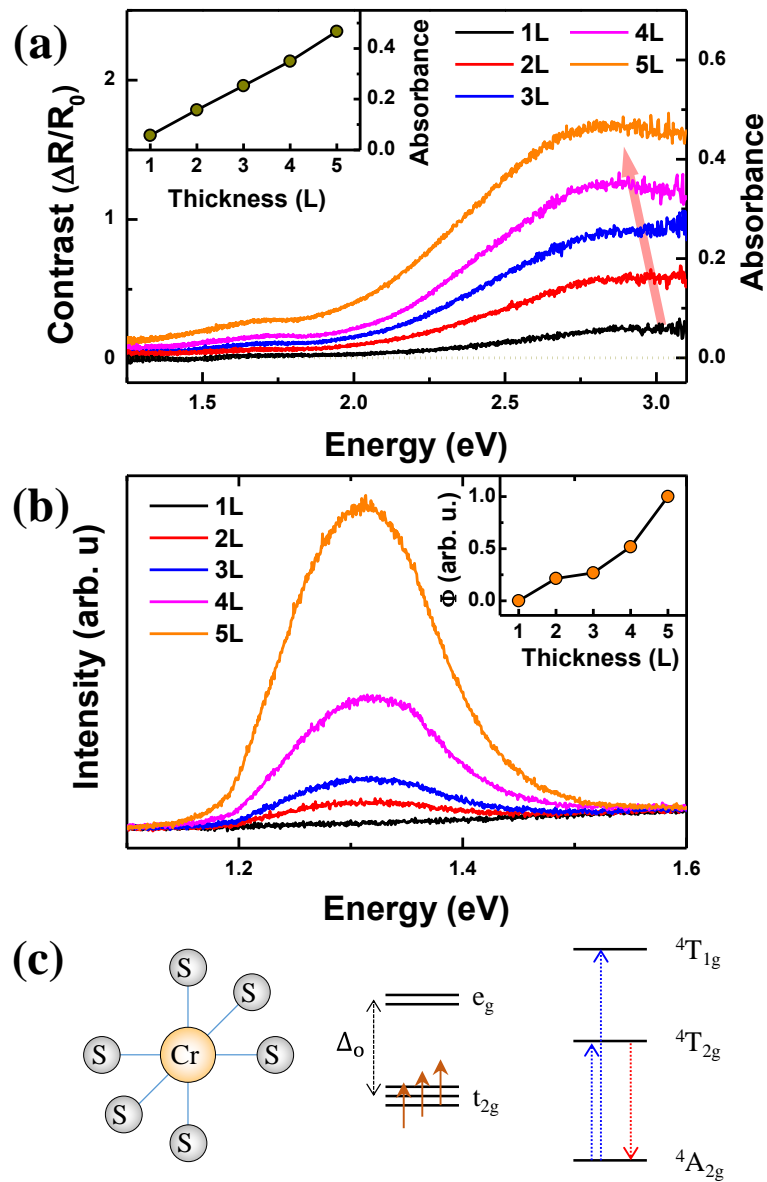 (a)
1L
2L
3L
4L
5L
0.4
0.2
0.0
1 2 3 4 5
Thickness (L)
Absorbance
2
1
0
Contrast (ΔR/R0)
0.6
0.4
0.2
0.0
Absorbance
1.5 2.0 2.5 3.0
Energy (eV)
(b)
1L
2L
3L
4L
5L
1.0
0.5
0.0
Φ (arb. u.)
1 2 3 4 5
Thickness (L)
Intensity (arb. u)
1.2 1.4 1.6
Energy (eV)
(c)
S
S
S
Cr
S
S
S
Δo
eg
t2g
4T1g
4T2g
4A2g